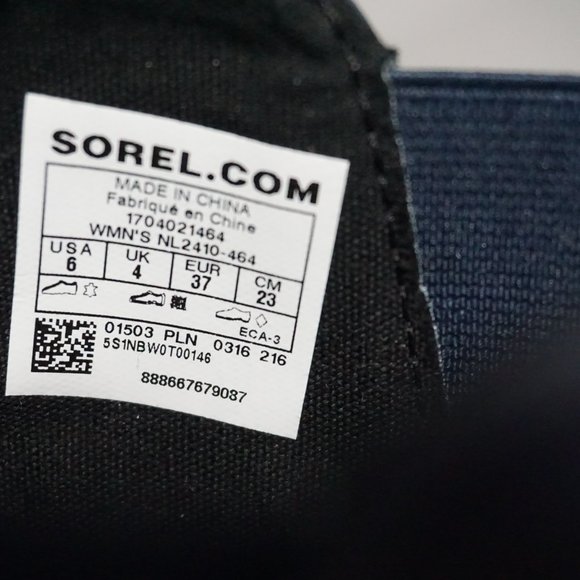 SOREL.COM
MADE IN CHINA
Fabriqué en Chine
1704021464
WMN'S NL2410-464
USA UK EUR CM
6 4 37 23
ECA-3
01503 PLN 0316 216
5S1NBW0T00146
888667679087